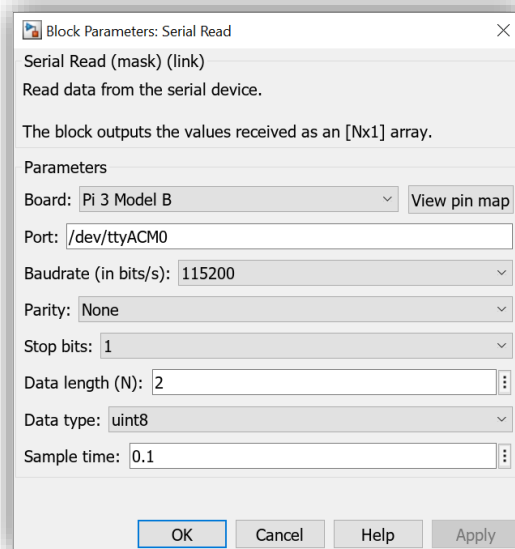 Block Parameters: Serial Read
Serial Read (mask) (link)
Read data from the serial device.
The block outputs the values received as an [Nx1] array.
Parameters
Board: Pi 3 Model B View pin map
Port: /dev/ttyACM0
Baudrate (in bits/s): 115200
Parity: None
Stop bits: 1
Data length (N): 2
Data type: uint8
Sample time: 0.1
OK Cancel Help Apply